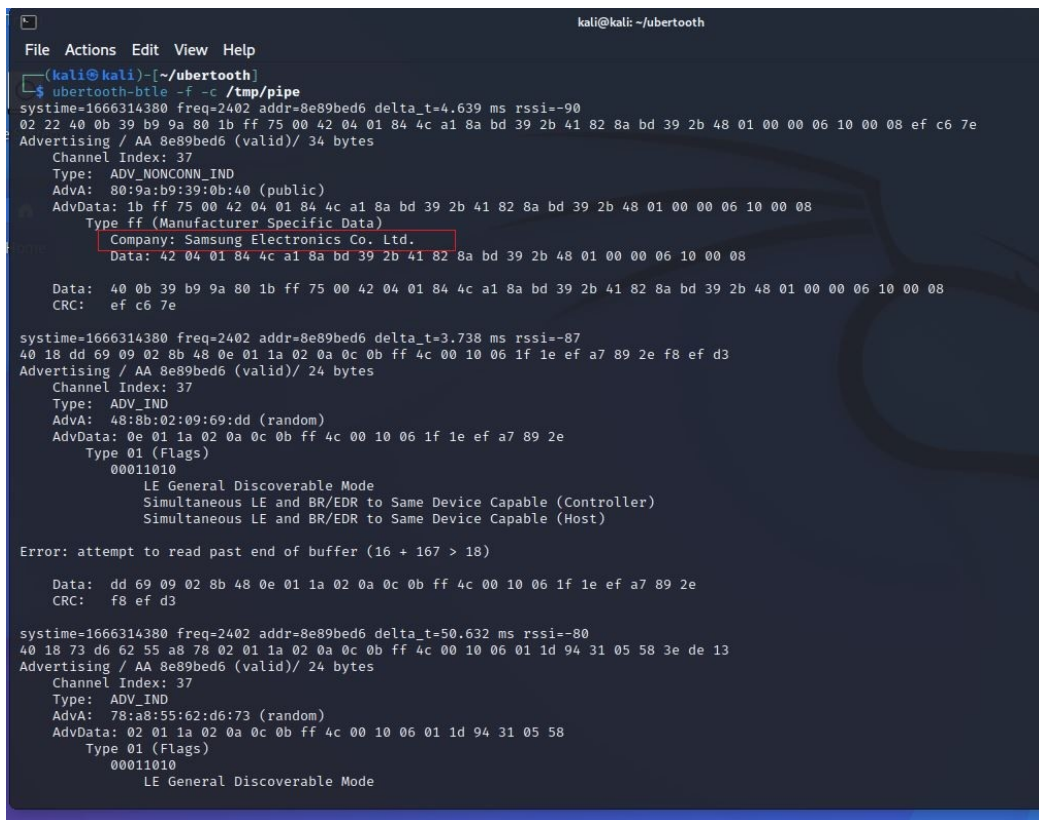 kali@kali: ~/ubertooth
File Actions Edit View Help
(kali㉿kali)-[~/ubertooth]
$ ubertooth-btle -f -c /tmp/pipe
systime=1666314380 freq=2402 addr=8e89bed6 delta_t=4.639 ms rssi=-90
02 22 40 0b 39 b9 9a 80 1b ff 75 00 42 04 01 84 4c a1 8a bd 39 2b 41 82 8a bd 39 2b 48 01 00 00 06 10 00 08 ef c6 7e
Advertising / AA 8e89bed6 (valid)/ 34 bytes
Channel Index: 37
Type: ADV_NONCONN_IND
AdvA: 80:9a:b9:39:0b:40 (public)
AdvData: 1b ff 75 00 42 04 01 84 4c a1 8a bd 39 2b 41 82 8a bd 39 2b 48 01 00 00 06 10 00 08
Type ff (Manufacturer Specific Data)
Company: Samsung Electronics Co. Ltd.
Data: 42 04 01 84 4c a1 8a bd 39 2b 41 82 8a bd 39 2b 48 01 00 00 06 10 00 08
Data: 40 0b 39 b9 9a 80 1b ff 75 00 42 04 01 84 4c a1 8a bd 39 2b 41 82 8a bd 39 2b 48 01 00 00 06 10 00 08
CRC: ef c6 7e
systime=1666314380 freq=2402 addr=8e89bed6 delta_t=3.738 ms rssi=-87
40 18 dd 69 09 02 8b 48 0e 01 1a 02 0a 0c 0b ff 4c 00 10 06 1f 1e ef a7 89 2e f8 ef d3
Advertising / AA 8e89bed6 (valid)/ 24 bytes
Channel Index: 37
Type: ADV_IND
AdvA: 48:8b:02:09:69:dd (random)
AdvData: 0e 01 1a 02 0a 0c 0b ff 4c 00 10 06 1f 1e ef a7 89 2e
Type 01 (Flags)
00011010
LE General Discoverable Mode
Simultaneous LE and BR/EDR to Same Device Capable (Controller)
Simultaneous LE and BR/EDR to Same Device Capable (Host)
Error: attempt to read past end of buffer (16 + 167 > 18)
Data: dd 69 09 02 8b 48 0e 01 1a 02 0a 0c 0b ff 4c 00 10 06 1f 1e ef a7 89 2e
CRC: f8 ef d3
systime=1666314380 freq=2402 addr=8e89bed6 delta_t=50.632 ms rssi=-80
40 18 73 d6 62 55 a8 78 02 01 1a 02 0a 0c 0b ff 4c 00 10 06 01 1d 94 31 05 58 3e de 13
Advertising / AA 8e89bed6 (valid)/ 24 bytes
Channel Index: 37
Type: ADV_IND
AdvA: 78:a8:55:62:d6:73 (random)
AdvData: 02 01 1a 02 0a 0c 0b ff 4c 00 10 06 01 1d 94 31 05 58
Type 01 (Flags)
00011010
LE General Discoverable Mode